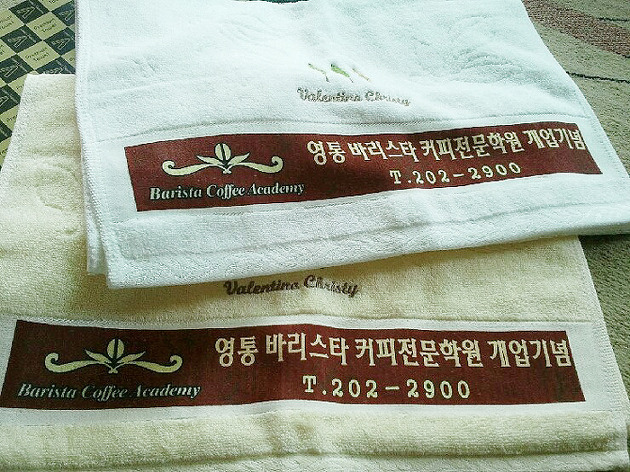 Valentino Christy
영통 바리스타 커피전문학원 개업기념
Barista Coffee Academy
T.202-2900
Valentino Christy
영통 바리스타 커피전문학원 개업기념
Barista Coffee Academy
T.202-2900